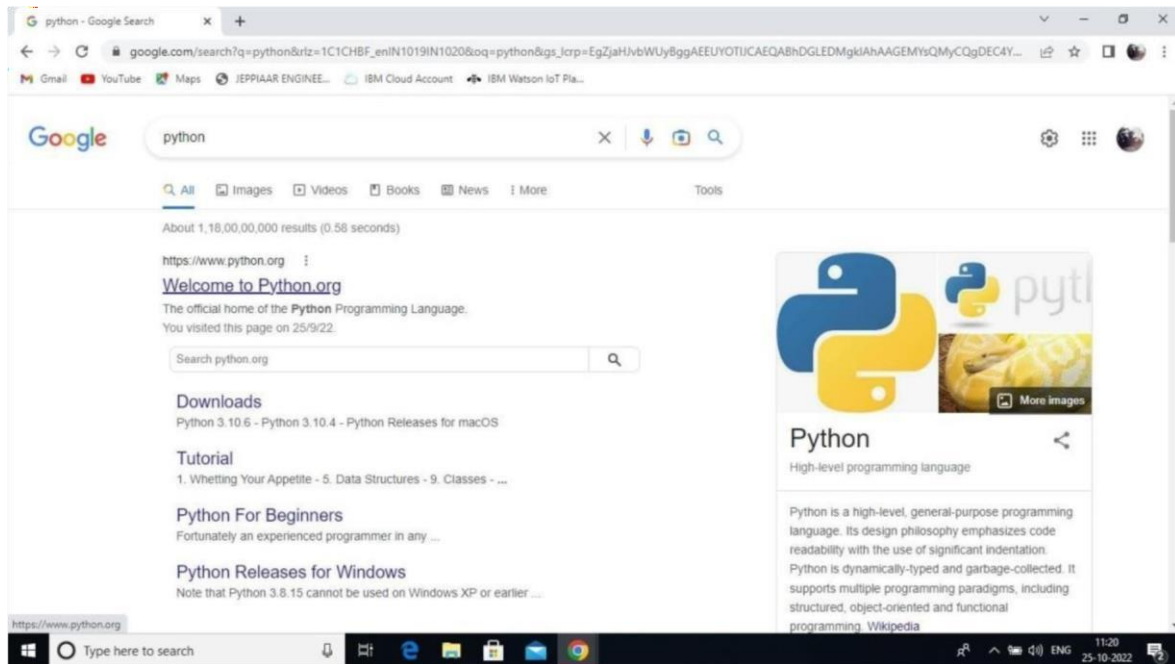 python - Google Search
google.com/search?q=python&rlz=1C1CHBF_enIN1019IN1020&oq=python&gs_lcrp=EgZjaHJvbWUyBggAEEUYOTIJCAEQABhDGLEDMgkIAhAAGEMYsQMyCQgDEC4Y...
Gmail YouTube Maps JEPPIAAR ENGINEE... IBM Cloud Account IBM Watson IoT Pla...
Google python
All Images Videos Books News More Tools
About 1,18,00,00,000 results (0.58 seconds)
https://www.python.org
Welcome to Python.org
The official home of the Python Programming Language.
You visited this page on 25/9/22.
Search python.org
Downloads
Python 3.10.6 - Python 3.10.4 - Python Releases for macOS
Tutorial
1. Whetting Your Appetite - 5. Data Structures - 9. Classes - ...
Python For Beginners
Fortunately an experienced programmer in any ...
Python Releases for Windows
Note that Python 3.8.15 cannot be used on Windows XP or earlier ...
pytl
More images
Python
High-level programming language
Python is a high-level, general-purpose programming
language. Its design philosophy emphasizes code
readability with the use of significant indentation.
Python is dynamically-typed and garbage-collected. It
supports multiple programming paradigms, including
structured, object-oriented and functional
programming. Wikipedia
https://www.python.org
Type here to search
ENG
11:20
25-10-2022